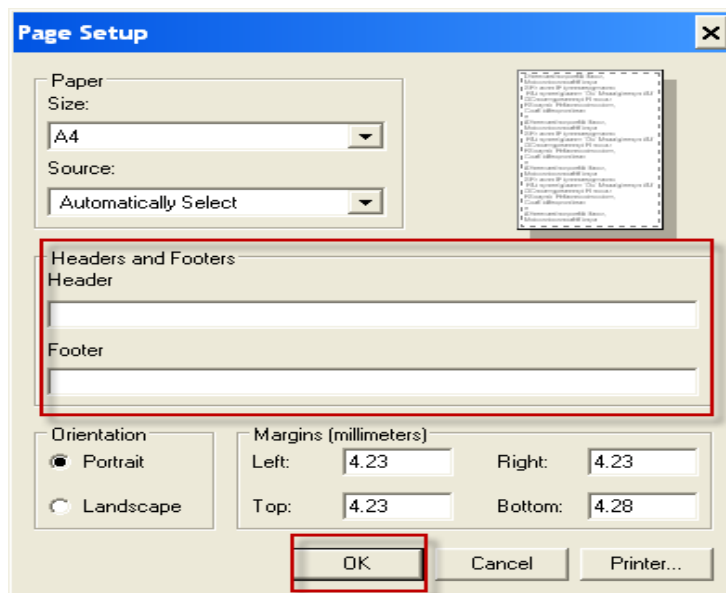 Page Setup
Paper
Size:
A4
Source:
Automatically Select
Headers and Footers
Header
Footer
Orientation
Portrait
Landscape
Margins (millimeters)
Left: 4.23 Right: 4.23
Top: 4.23 Bottom: 4.28
OK Cancel Printer...